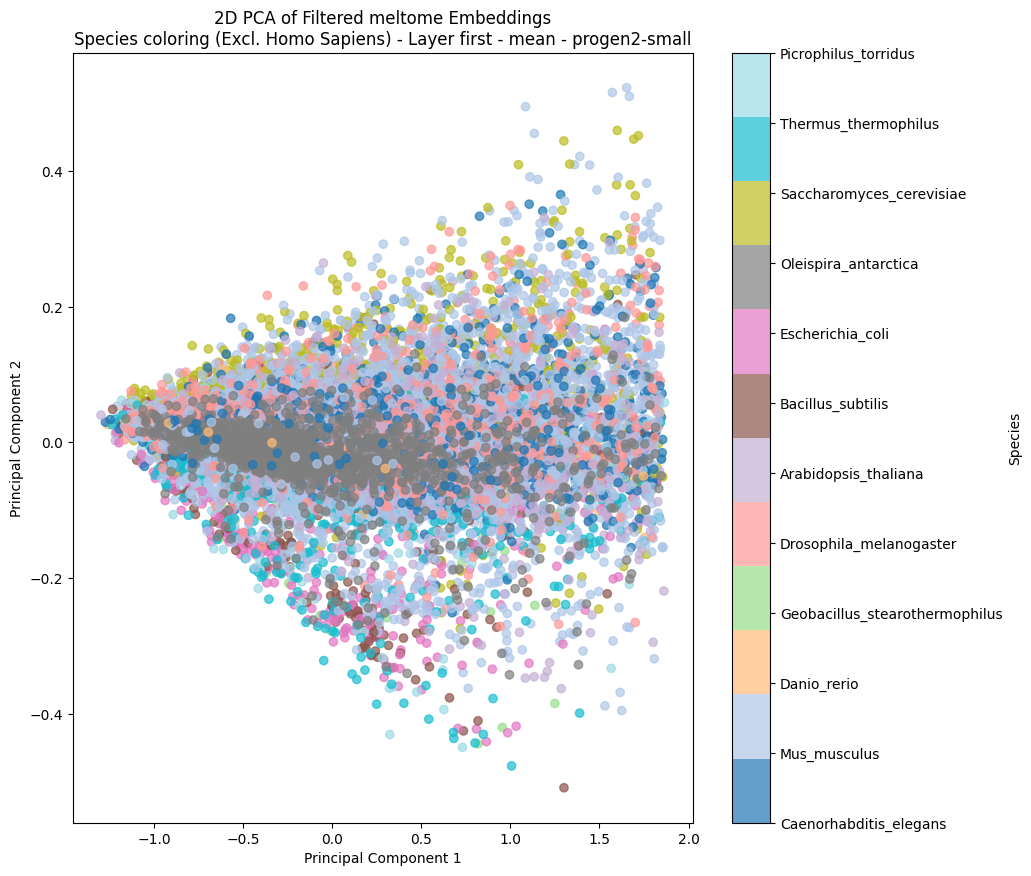 2D PCA of Filtered meltome Embeddings
Species coloring (Excl. Homo Sapiens) - Layer first - mean - progen2-small
Principal Component 2
0.4
0.2
0.0
−0.2
−0.4
−1.0
−0.5
0.0
0.5
1.0
1.5
2.0
Principal Component 1
Picrophilus_torridus
Thermus_thermophilus
Saccharomyces_cerevisiae
Oleispira_antarctica
Escherichia_coli
Bacillus_subtilis
Arabidopsis_thaliana
Drosophila_melanogaster
Geobacillus_stearothermophilus
Danio_rerio
Mus_musculus
Caenorhabditis_elegans
Species